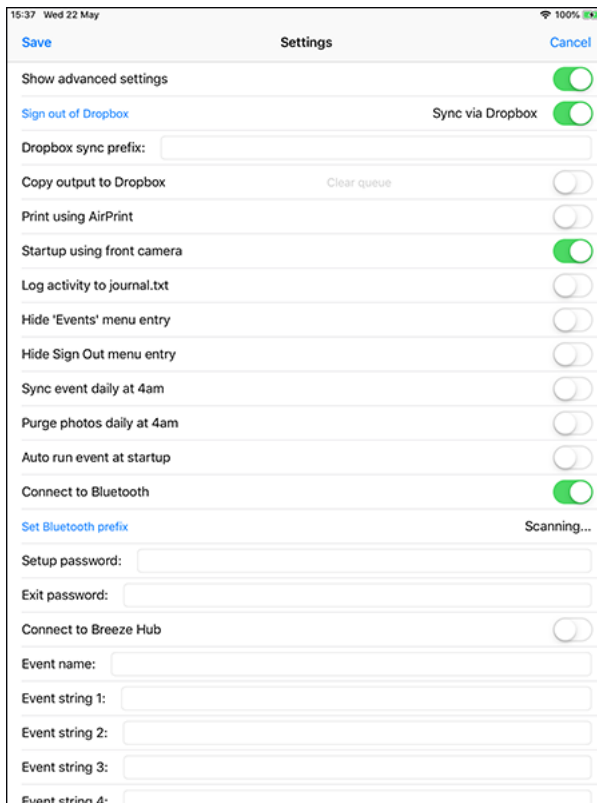 15:37 Wed 22 May 100%
Save Settings Cancel
Show advanced settings
Sign out of Dropbox Sync via Dropbox
Dropbox sync prefix:
Copy output to Dropbox Clear queue
Print using AirPrint
Startup using front camera
Log activity to journal.txt
Hide 'Events' menu entry
Hide Sign Out menu entry
Sync event daily at 4am
Purge photos daily at 4am
Auto run event at startup
Connect to Bluetooth
Set Bluetooth prefix Scanning...
Setup password:
Exit password:
Connect to Breeze Hub
Event name:
Event string 1:
Event string 2:
Event string 3:
Event string 4: